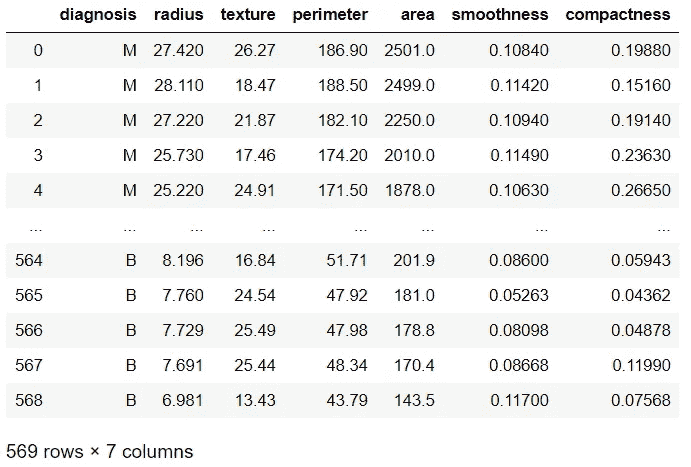 diagnosis radius texture perimeter area smoothness compactness
0 M 27.420 26.27 186.90 2501.0 0.10840 0.19880
1 M 28.110 18.47 188.50 2499.0 0.11420 0.15160
2 M 27.220 21.87 182.10 2250.0 0.10940 0.19140
3 M 25.730 17.46 174.20 2010.0 0.11490 0.23630
4 M 25.220 24.91 171.50 1878.0 0.10630 0.26650
... ... ... ... ... ... ... ...
564 B 8.196 16.84 51.71 201.9 0.08600 0.05943
565 B 7.760 24.54 47.92 181.0 0.05263 0.04362
566 B 7.729 25.49 47.98 178.8 0.08098 0.04878
567 B 7.691 25.44 48.34 170.4 0.08668 0.11990
568 B 6.981 13.43 43.79 143.5 0.11700 0.07568
569 rows × 7 columns